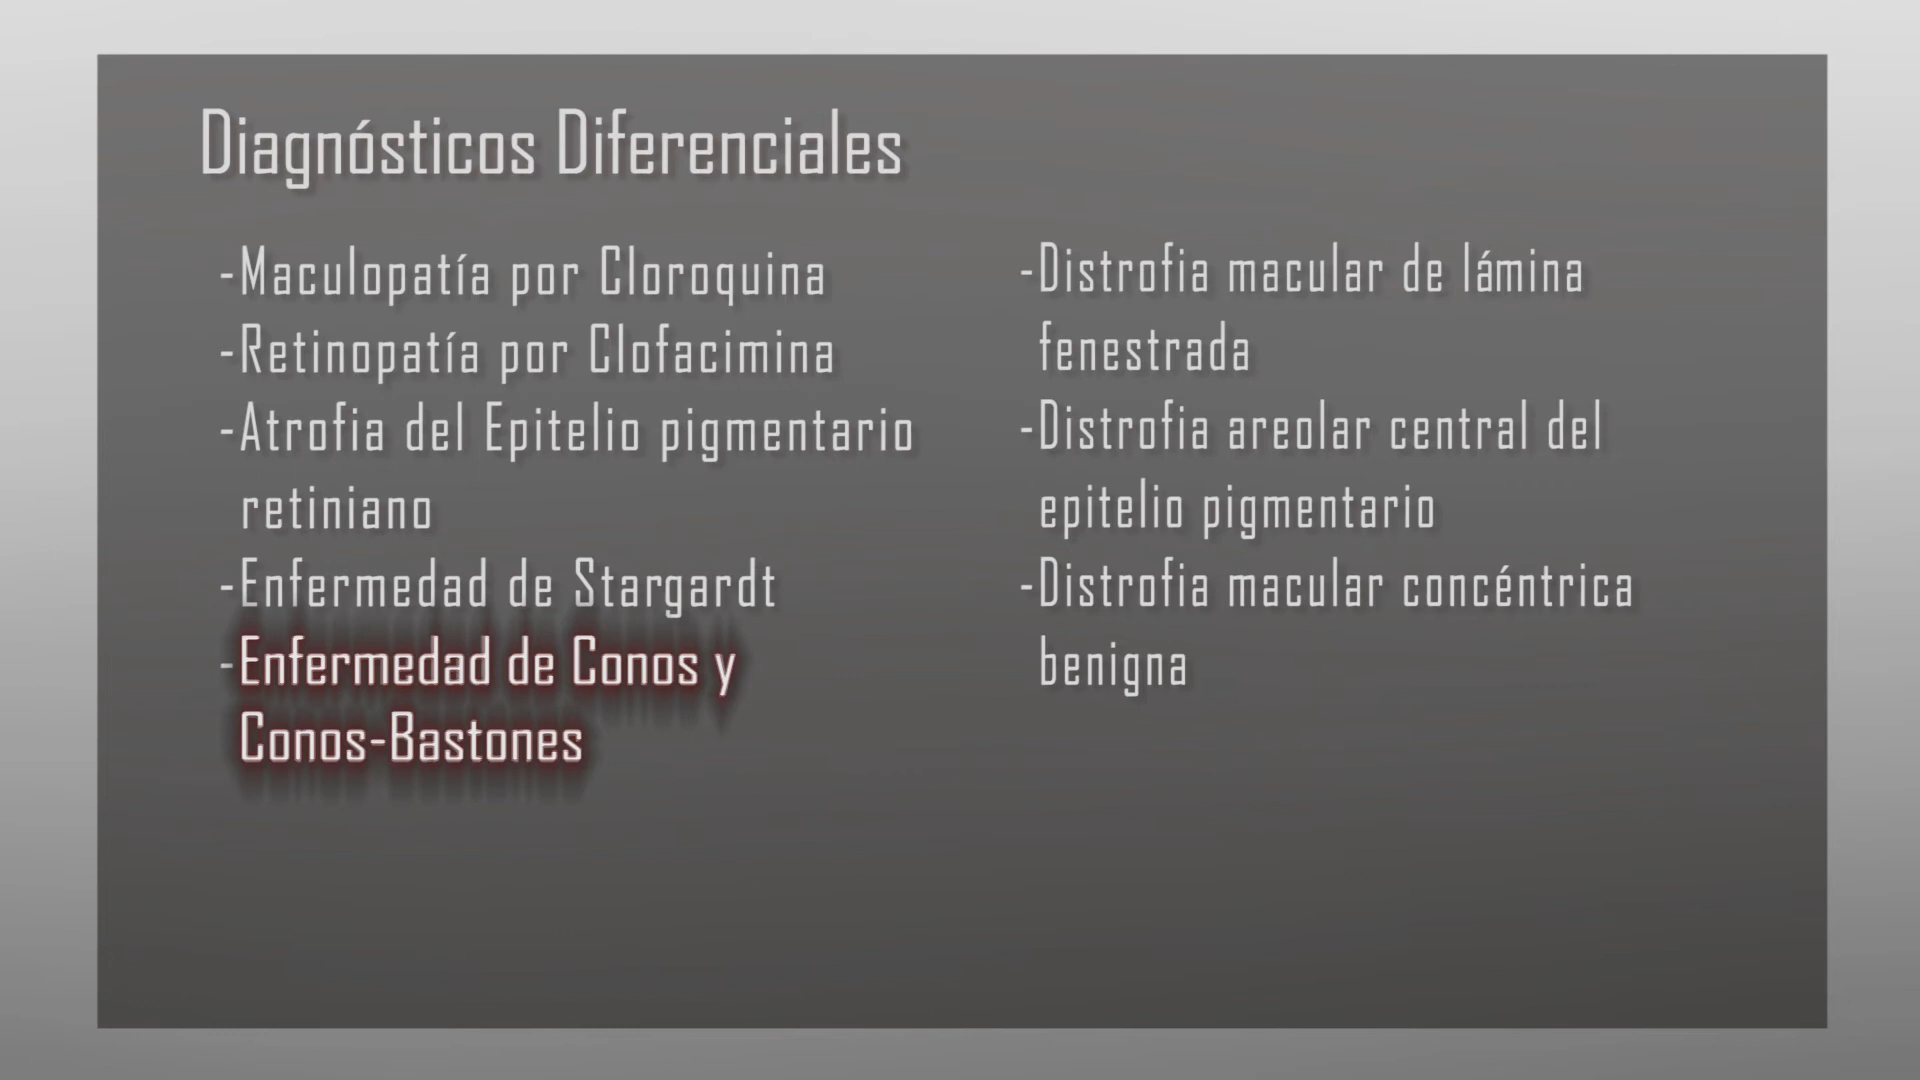 Diagnósticos Diferenciales
-Maculopatía por Cloroquina
-Retinopatía por Clofacimina
-Atrofia del Epitelio pigmentario
retiniano
-Enfermedad de Stargardt
-Enfermedad de Conos y
Conos-Bastones
-Distrofia macular de lámina
fenestrada
-Distrofia areolar central del
epitelio pigmentario
-Distrofia macular concéntrica
benigna